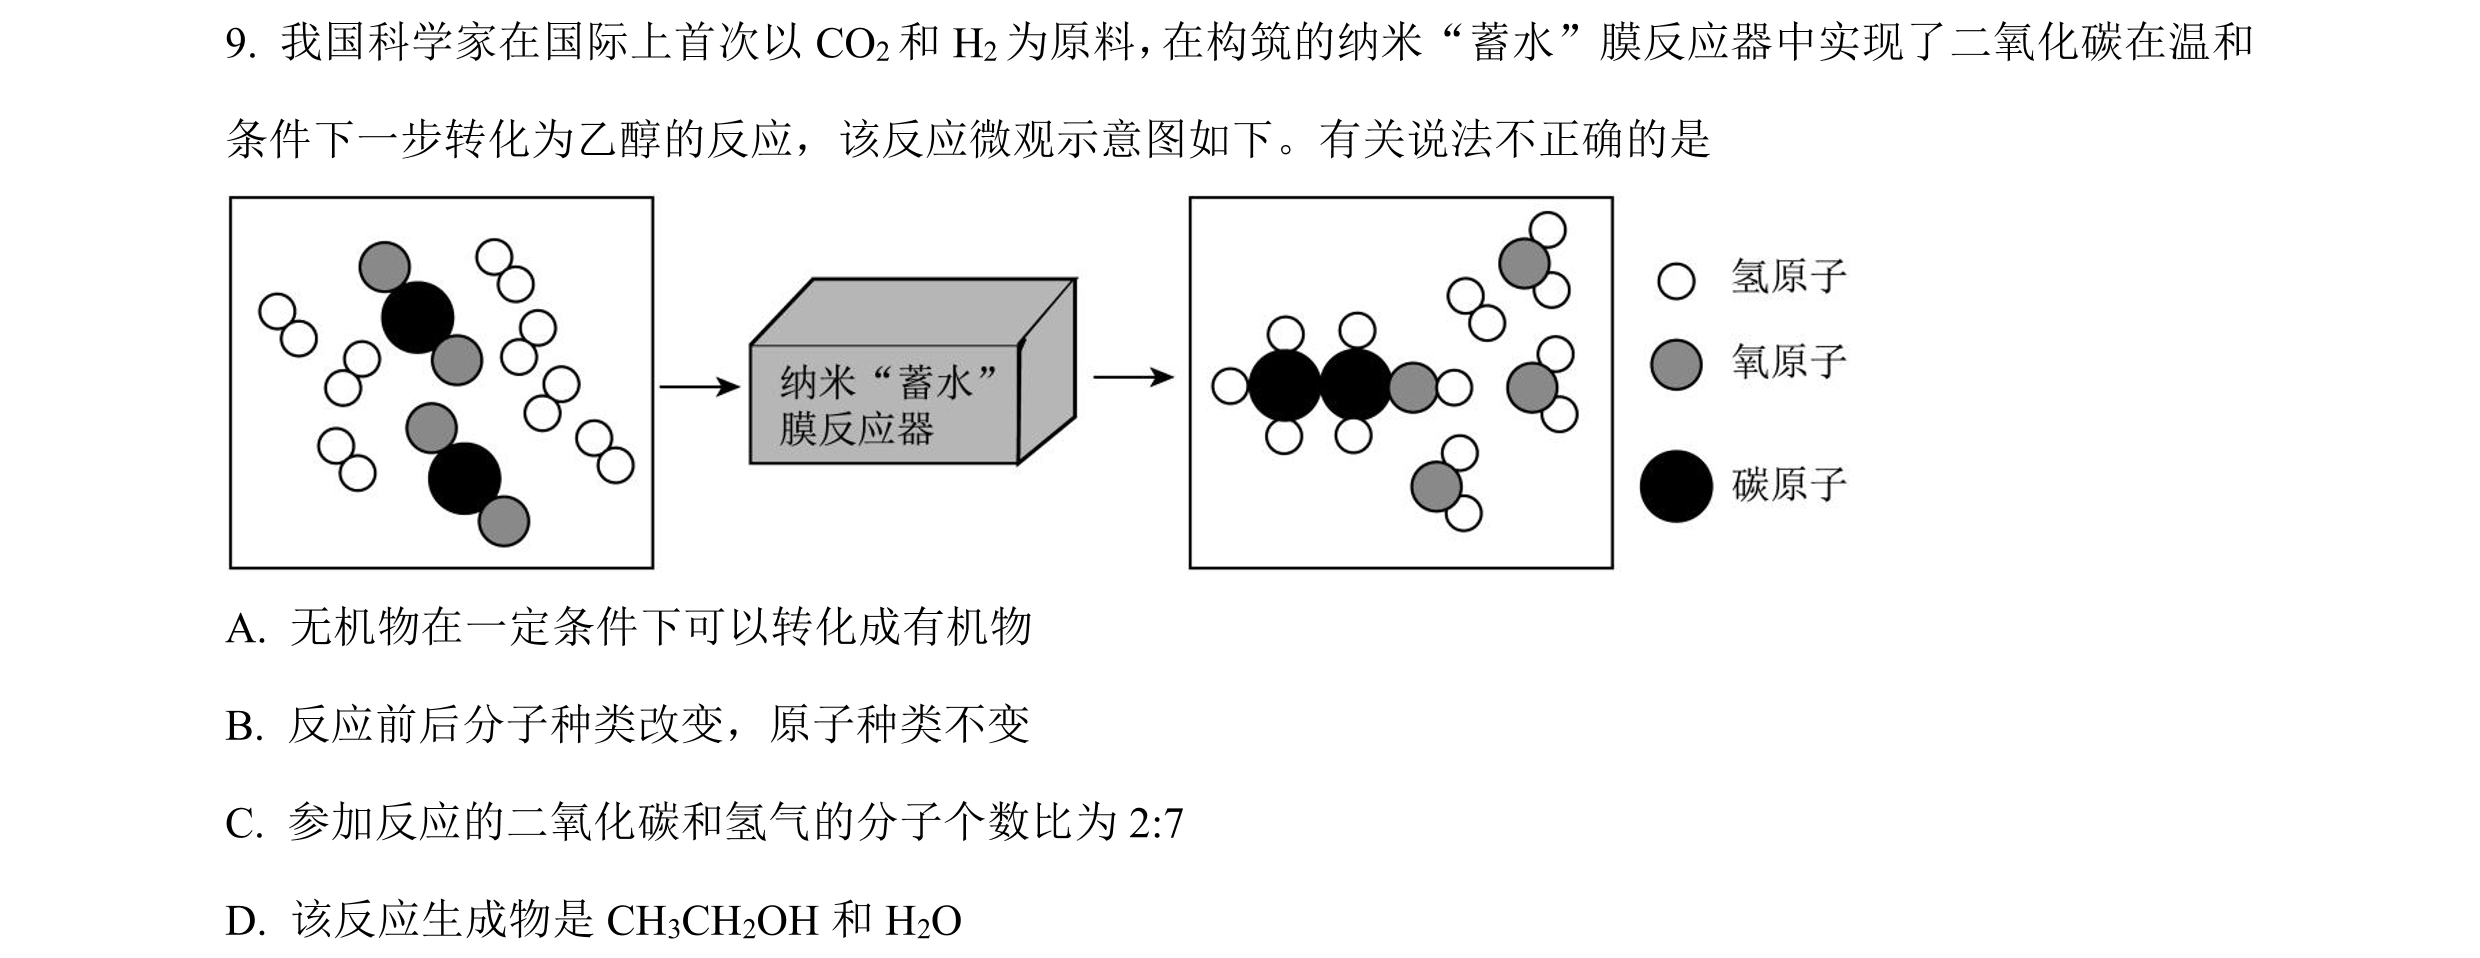 9. 我国科学家在国际上首次以 CO₂ 和 H₂ 为原料，在构筑的纳米“蓄水”膜反应器中实现了二氧化碳在温和
条件下一步转化为乙醇的反应，该反应微观示意图如下。有关说法不正确的是
纳米“蓄水”
膜反应器
氢原子
氧原子
碳原子
A. 无机物在一定条件下可以转化成有机物
B. 反应前后分子种类改变，原子种类不变
C. 参加反应的二氧化碳和氢气的分子个数比为 2:7
D. 该反应生成物是 CH₃CH₂OH 和 H₂O